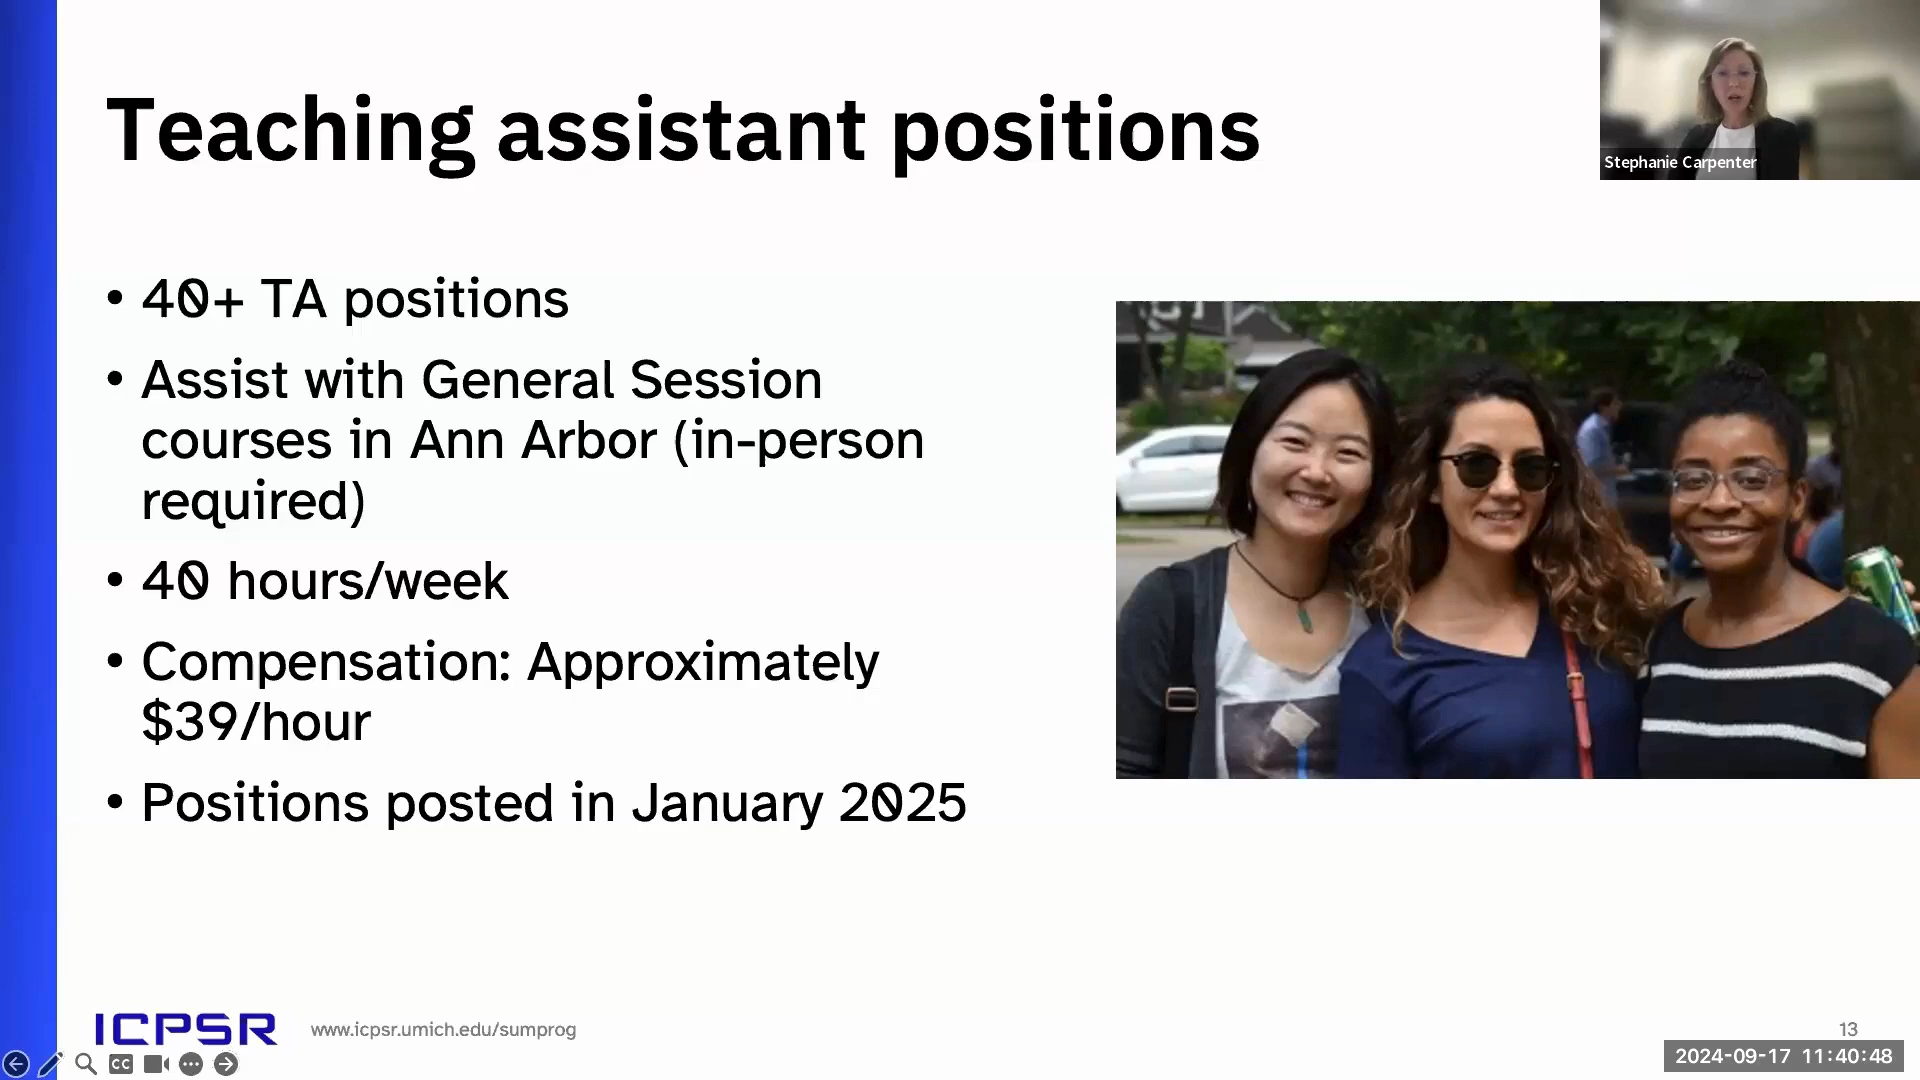 Teaching assistant positions
Stephanie Carpenter
• 40+ TA positions
• Assist with General Session
courses in Ann Arbor (in-person
required)
• 40 hours/week
• Compensation: Approximately
$39/hour
• Positions posted in January 2025
ICPSR
www.icpsr.umich.edu/sumprog
13
CC
2024-09-17 11:40:48